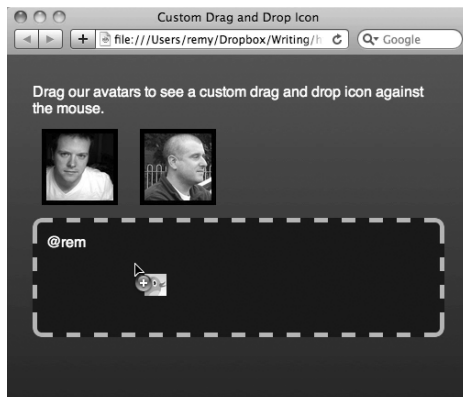 Custom Drag and Drop Icon
file:///Users/remy/Dropbox/Writing/h
Google
Drag our avatars to see a custom drag and drop icon against
the mouse.
@rem